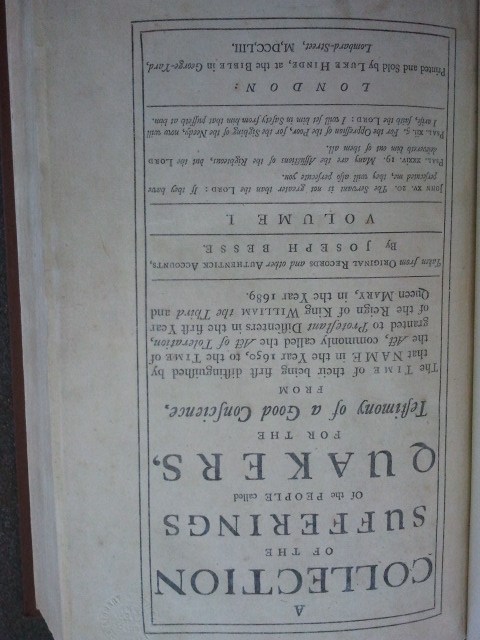 A
COLLECTION
OF THE
SUFFERINGS
Of the PEOPLE called
QUAKERS,
FOR THE
Teſtimony of a Good Conſcience,
FROM
The TIME of their being firſt diſtinguiſhed by
that NAME in the Year 1650, to the TIME of
the Act, commonly called the Act of Toleration,
granted to Proteſtant Diſſenters in the firſt Year
of the Reign of King WILLIAM the Third and
Queen MARY, in the Year 1689.
Taken from ORIGINAL RECORDS and other AUTHENTICK ACCOUNTS,
By JOSEPH BESSE.
VOLUME I.
JOHN xv. 20. The Servant is not greater than the LORD: If they have
perſecuted me, they will alſo perſecute you.
PSAL. xxxiv. 19. Many are the Afflictions of the Righteous, but the LORD
delivereth him out of them all.
PSAL. xii. 5. For the Oppreſſion of the Poor, for the Sighing of the Needy, now will
I ariſe, ſaith the LORD: I will ſet him in Safety from him that puffeth at him.
LONDON:
Printed and Sold by LUKE HINDE, at the BIBLE in George-Yard,
Lombard-Street, M,DCC,LIII.